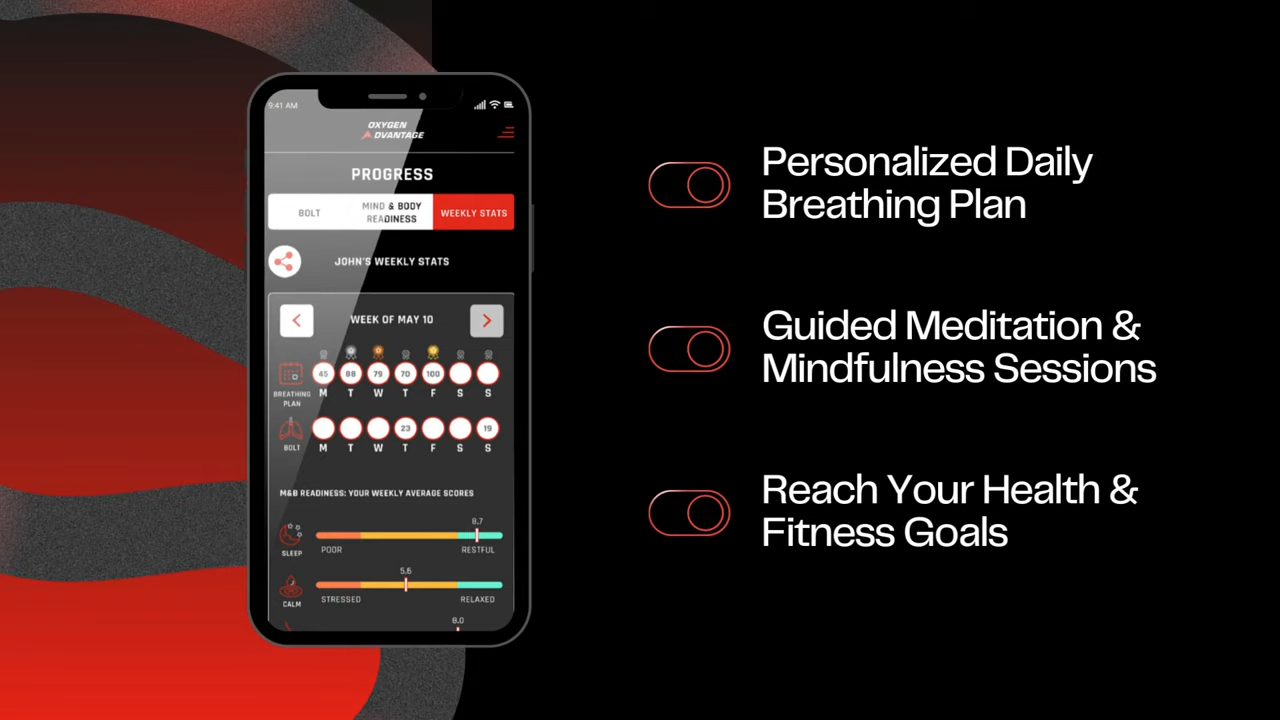 9:41 AM
OXYGEN
ADVANTAGE
PROGRESS
BOLT
MIND & BODY
READINESS
WEEKLY STATS
JOHN'S WEEKLY STATS
WEEK OF MAY 10
45 88 79 70 100
BREATHING
PLAN
M T W T F S S
23 19
BOLT
M T W T F S S
M&B READINESS: YOUR WEEKLY AVERAGE SCORES
8.7
SLEEP
POOR RESTFUL
5.6
CALM
STRESSED RELAXED
8.0
Personalized Daily
Breathing Plan
Guided Meditation &
Mindfulness Sessions
Reach Your Health &
Fitness Goals